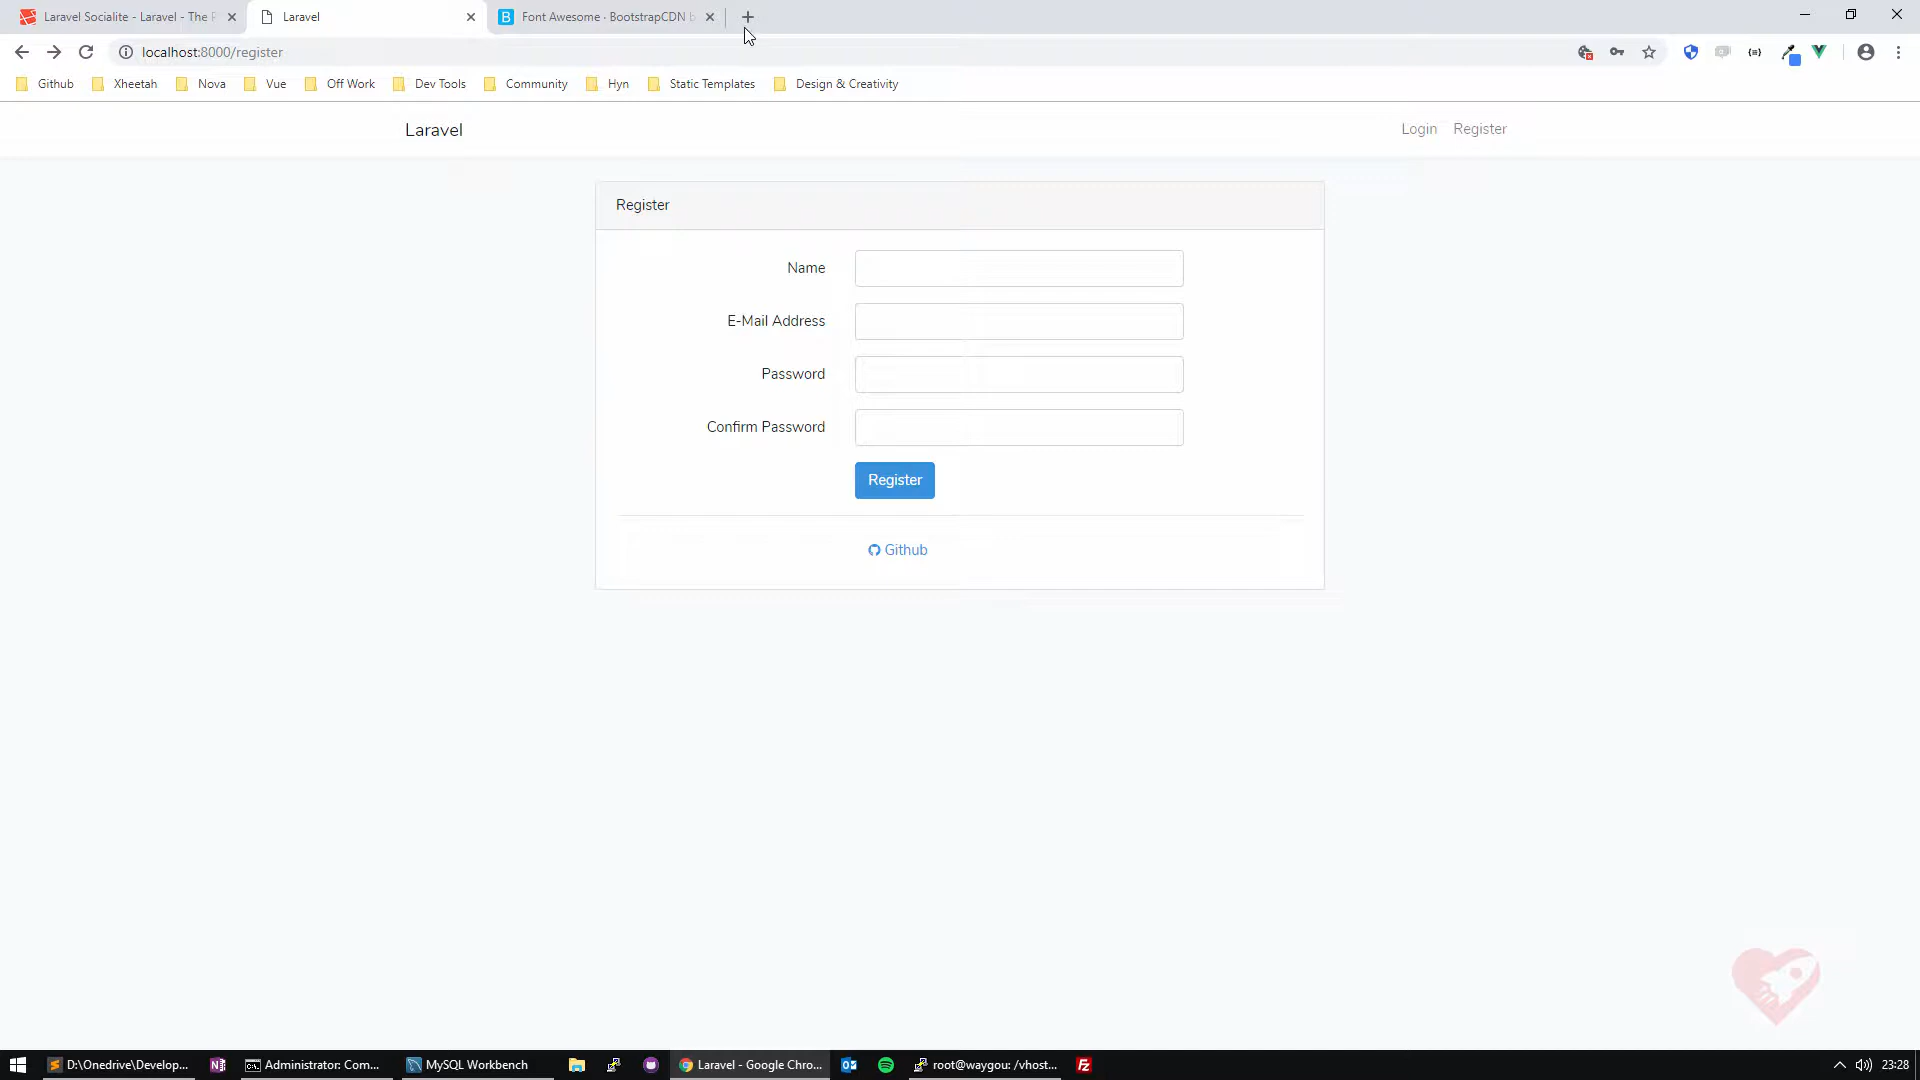 Laravel Socialite - Laravel - The
Laravel
Font Awesome · BootstrapCDN
localhost:8000/register
Github
Xheetah
Nova
Vue
Off Work
Dev Tools
Community
Hyn
Static Templates
Design & Creativity
Laravel
Login
Register
Register
Name
E-Mail Address
Password
Confirm Password
Register
Github
D:\Onedrive\Develop...
Administrator: Com...
MySQL Workbench
Laravel - Google Chro...
root@waygou: /vhost...
23:28